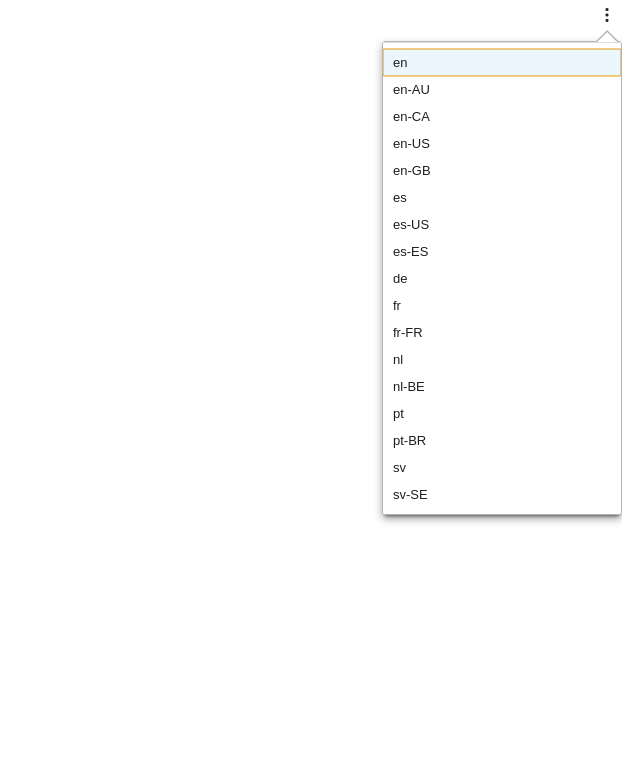 en
en-AU
en-CA
en-US
en-GB
es
es-US
es-ES
de
fr
fr-FR
nl
nl-BE
pt
pt-BR
sv
sv-SE